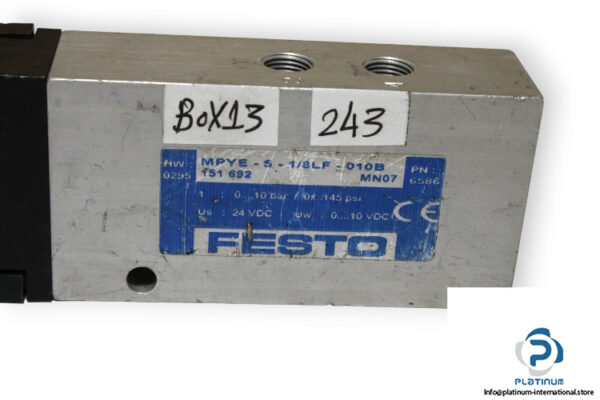 BOX13
243
HW:
0295
MPYE - 5 - 1/8LF - 010B
151 692
MN07
PN:
6586
1 : 0...10 bar / 0...145 psi
Us : 24 VDC Uw : 0...10 VDC
CE
FESTO
PLATINUM
Info@platinum-international.store